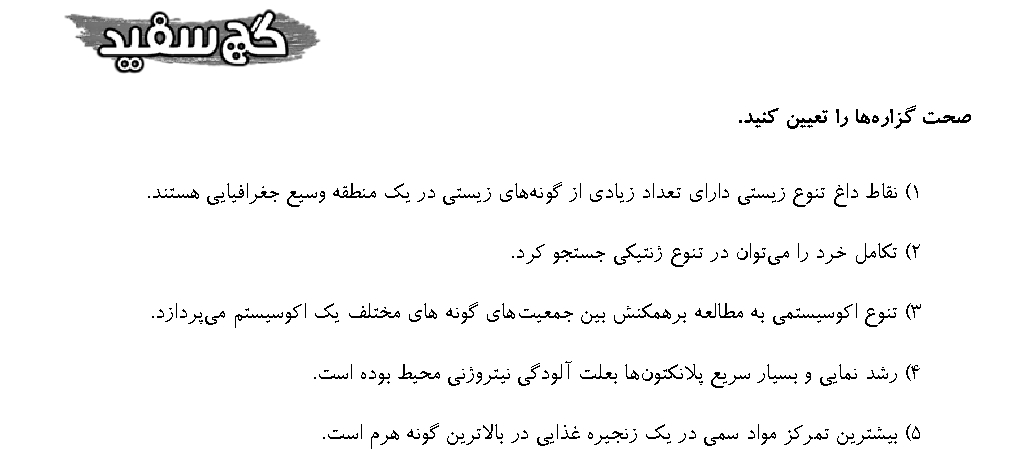 گچ سفید
صحت گزاره‌ها را تعیین کنید.
۱) نقاط داغ تنوع زیستی دارای تعداد زیادی از گونه‌های زیستی در یک منطقه وسیع جغرافیایی هستند.
۲) تکامل خرد را می‌توان در تنوع ژنتیکی جستجو کرد.
۳) تنوع اکوسیستمی به مطالعه برهمکنش بین جمعیت‌های گونه های مختلف یک اکوسیستم می‌پردازد.
۴) رشد نمایی و بسیار سریع پلانکتون‌ها بعلت آلودگی نیتروژنی محیط بوده است.
۵) بیشترین تمرکز مواد سمی در یک زنجیره غذایی در بالاترین گونه هرم است.